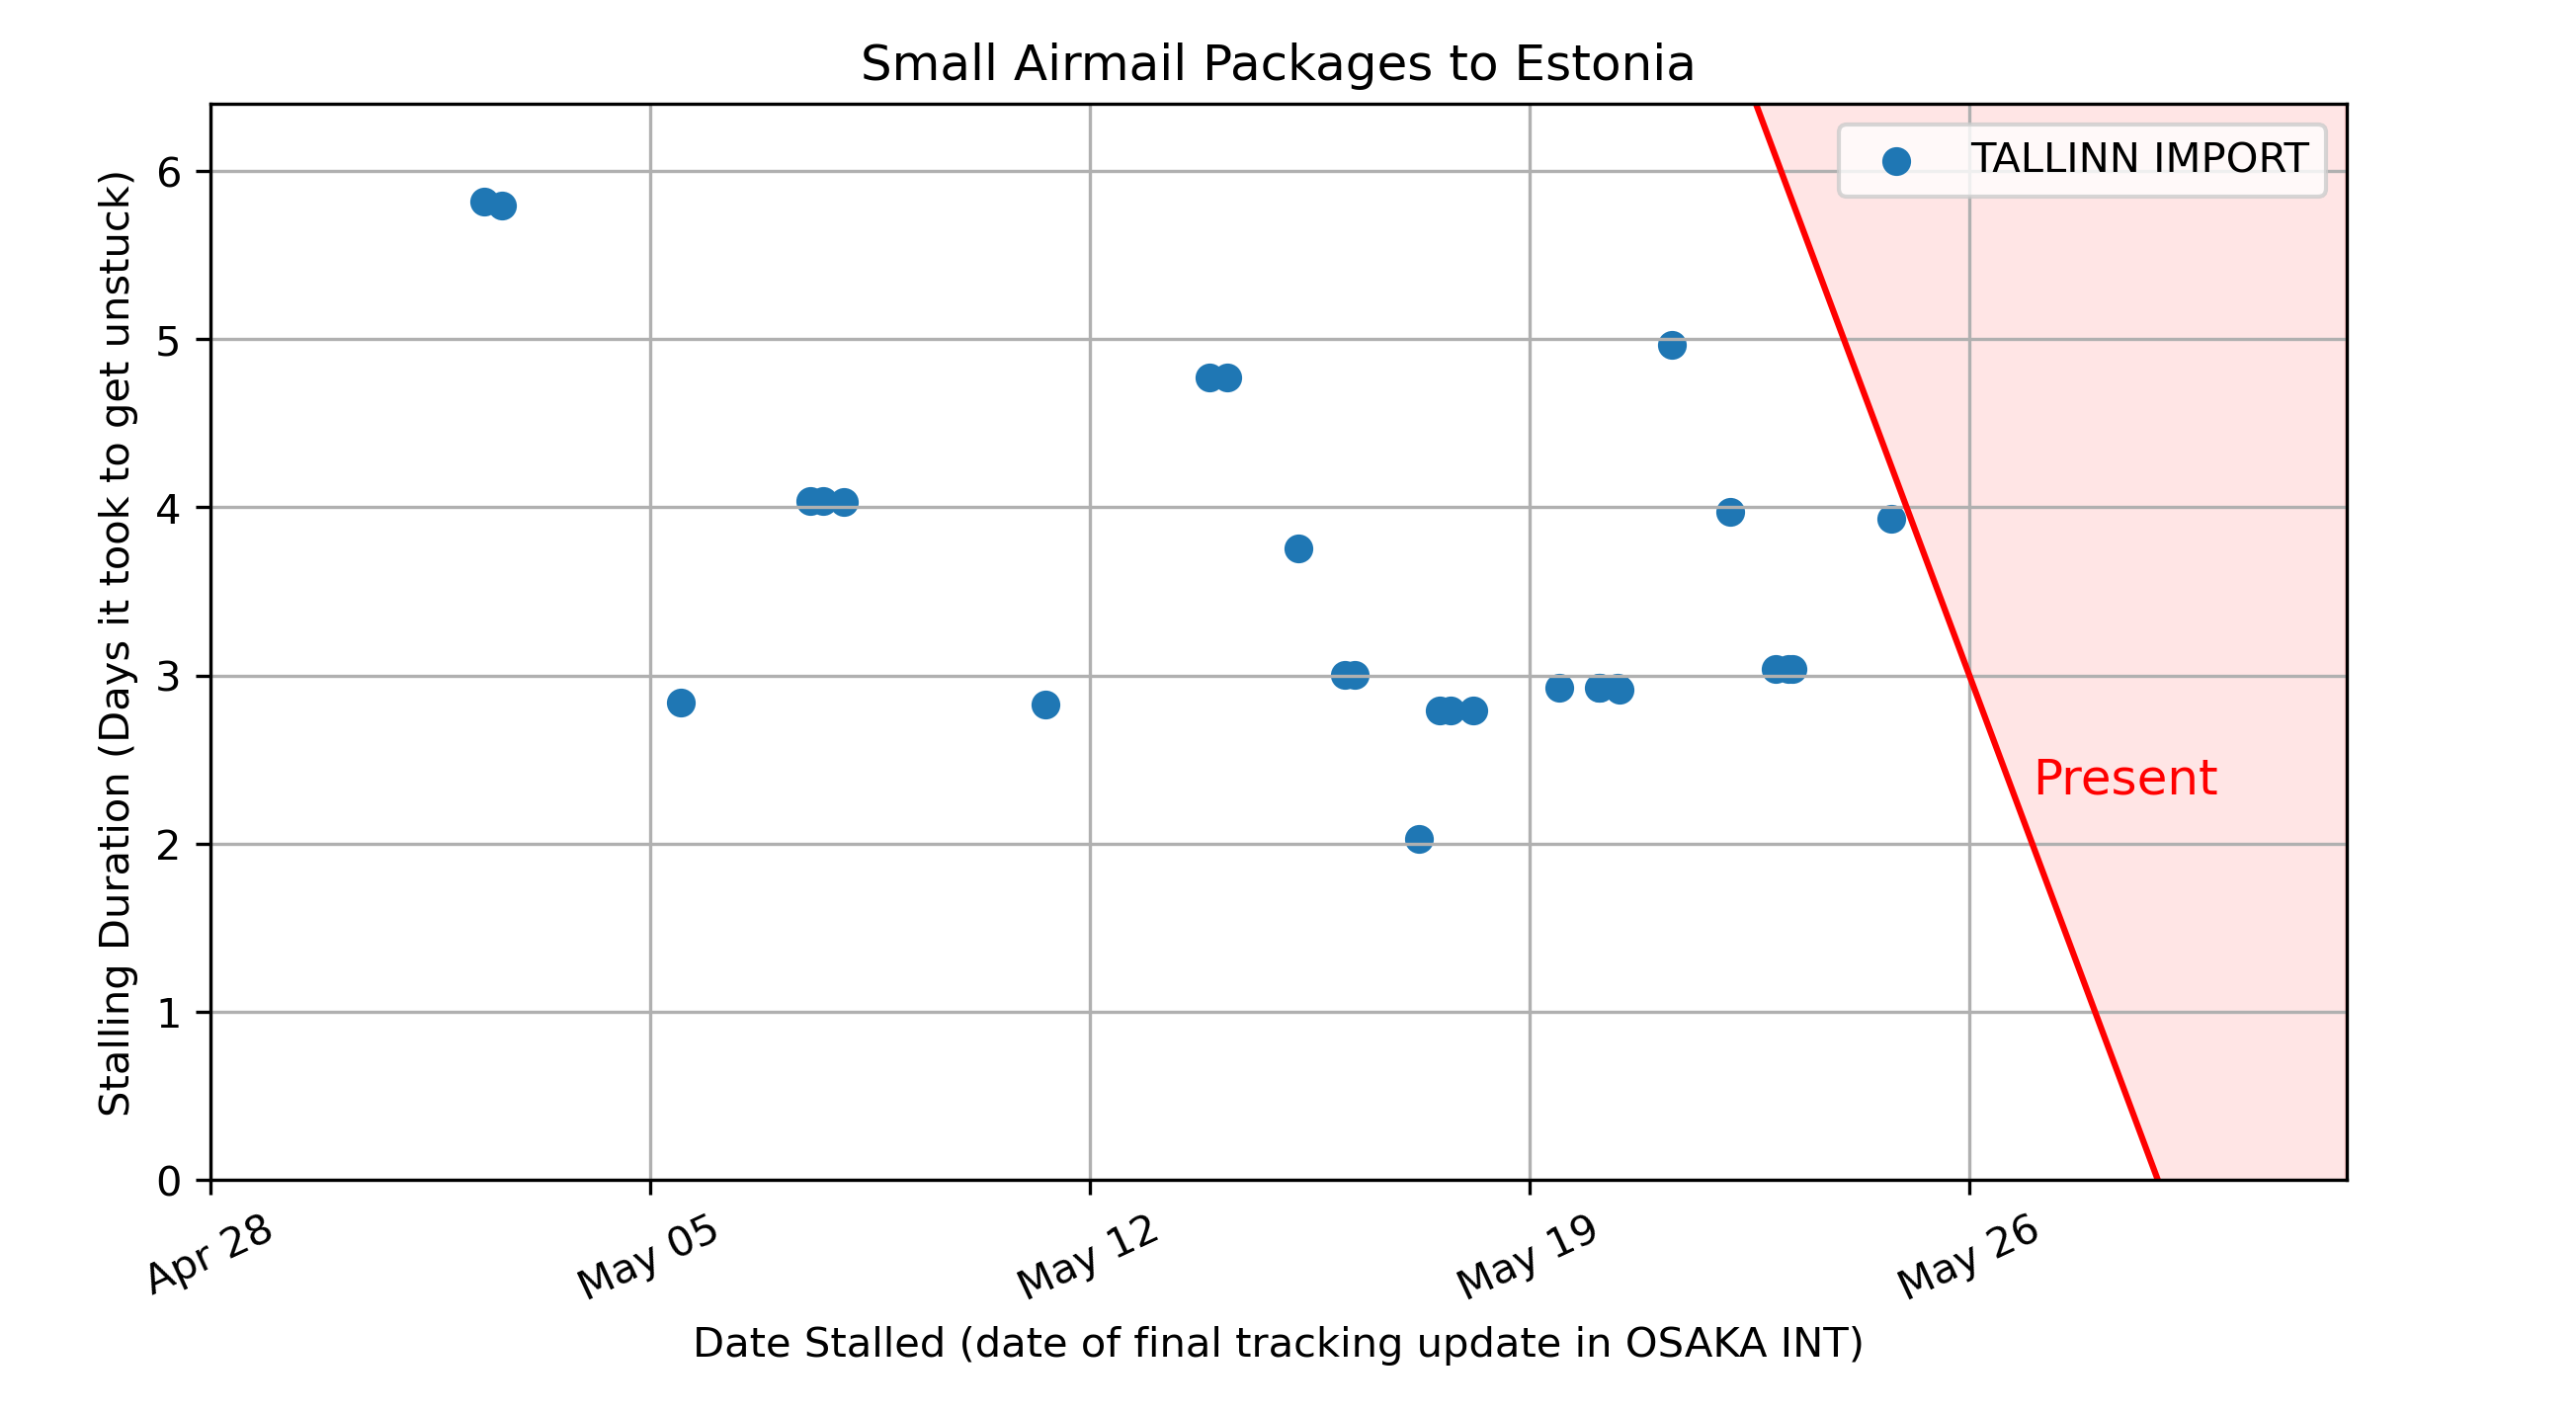 Small Airmail Packages to Estonia
TALLINN IMPORT
Stalling Duration (Days it took to get unstuck)
6
5
4
3
2
1
0
Present
Apr 28
May 05
May 12
May 19
May 26
Date Stalled (date of final tracking update in OSAKA INT)